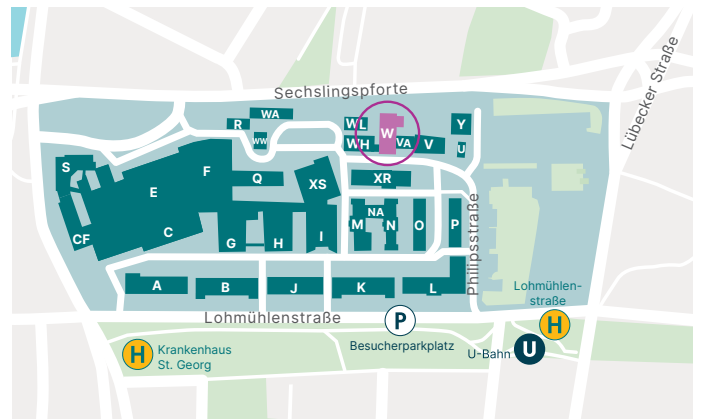 Sechslingspforte
Lübecker Straße
WA
R
WW
WL
WH
W
VA
V
Y
U
S
F
E
Q
XS
XR
C
CF
G
H
I
M
NA
N
O
P
Philipsstraße
A
B
J
K
L
Lohmühlenstraße
P
Besucherparkplatz
Lohmühlen-
straße
H
U-Bahn
U
H
Krankenhaus
St. Georg